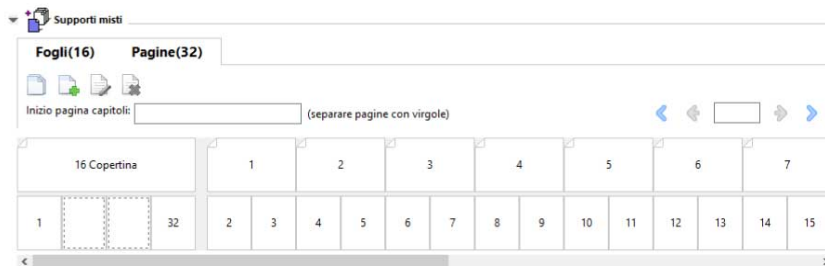 Supporti misti
Fogli(16) Pagine(32)
Inizio pagina capitoli: (separare pagine con virgole)
16 Copertina 1 2 3 4 5 6 7
1 32 2 3 4 5 6 7 8 9 10 11 12 13 14 15